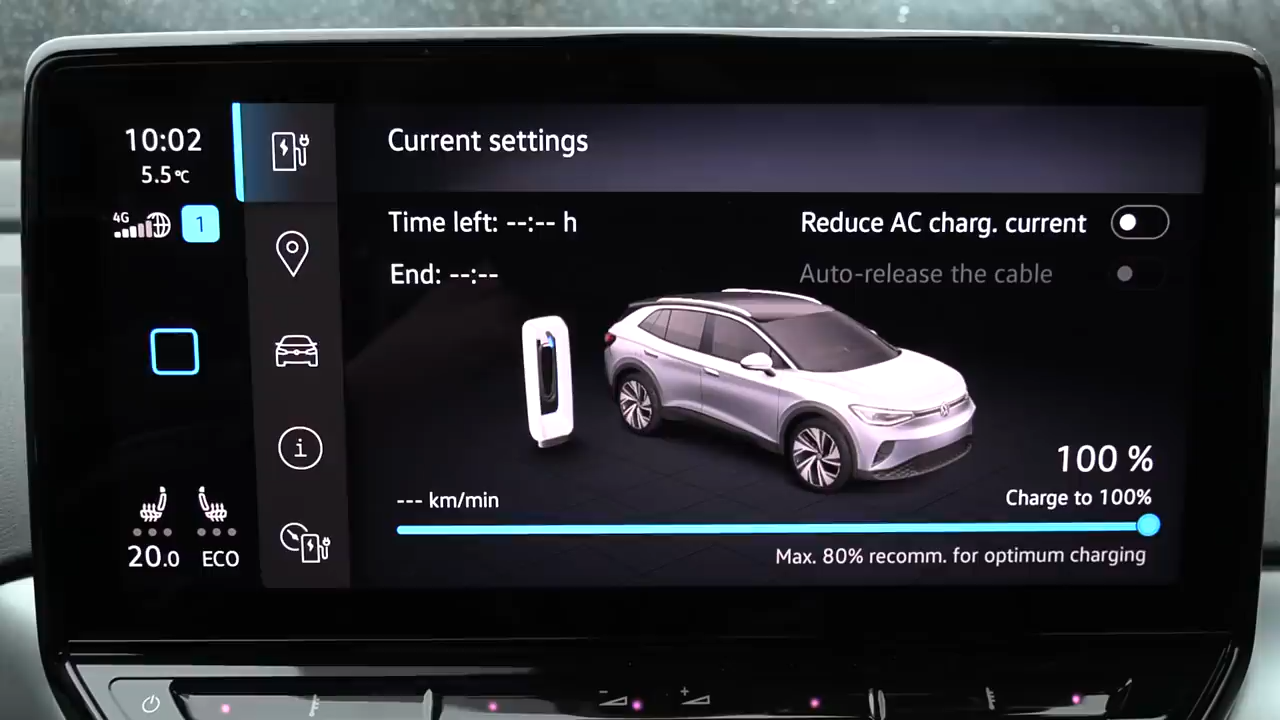 10:02
5.5°C
4G
1
20.0
ECO
Current settings
Time left: --:-- h
End: --:--
Reduce AC charg. current
Auto-release the cable
100 %
Charge to 100%
--- km/min
Max. 80% recomm. for optimum charging